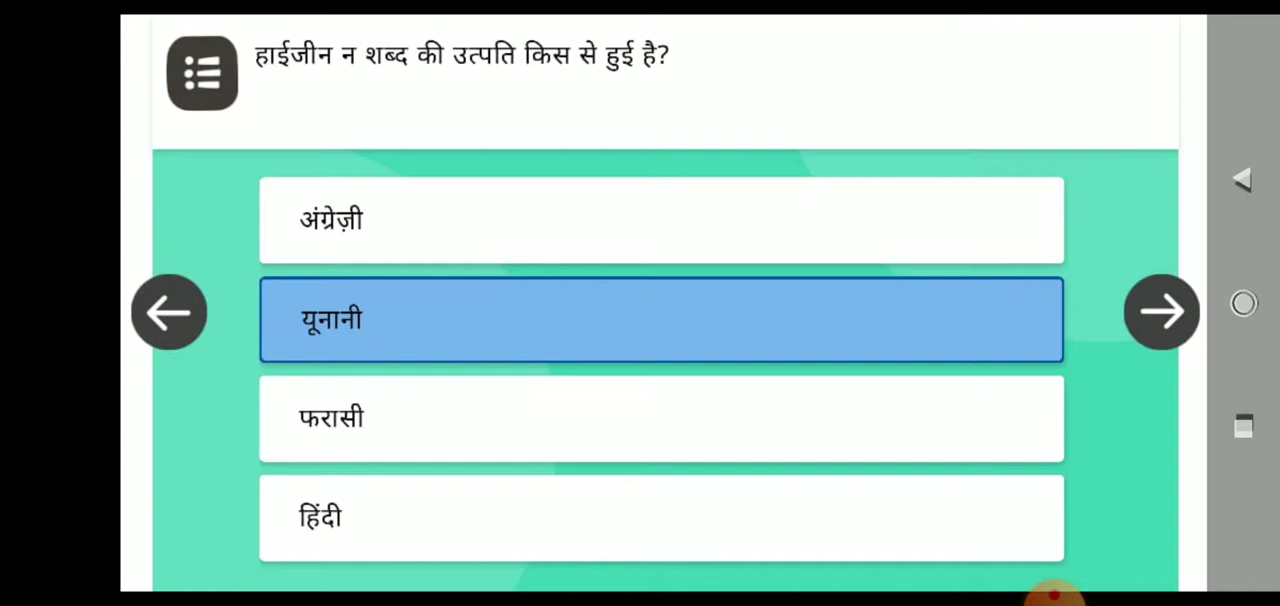 हाईजीन न शब्द की उत्पति किस से हुई है?
अंग्रेज़ी
यूनानी
फरासी
हिंदी